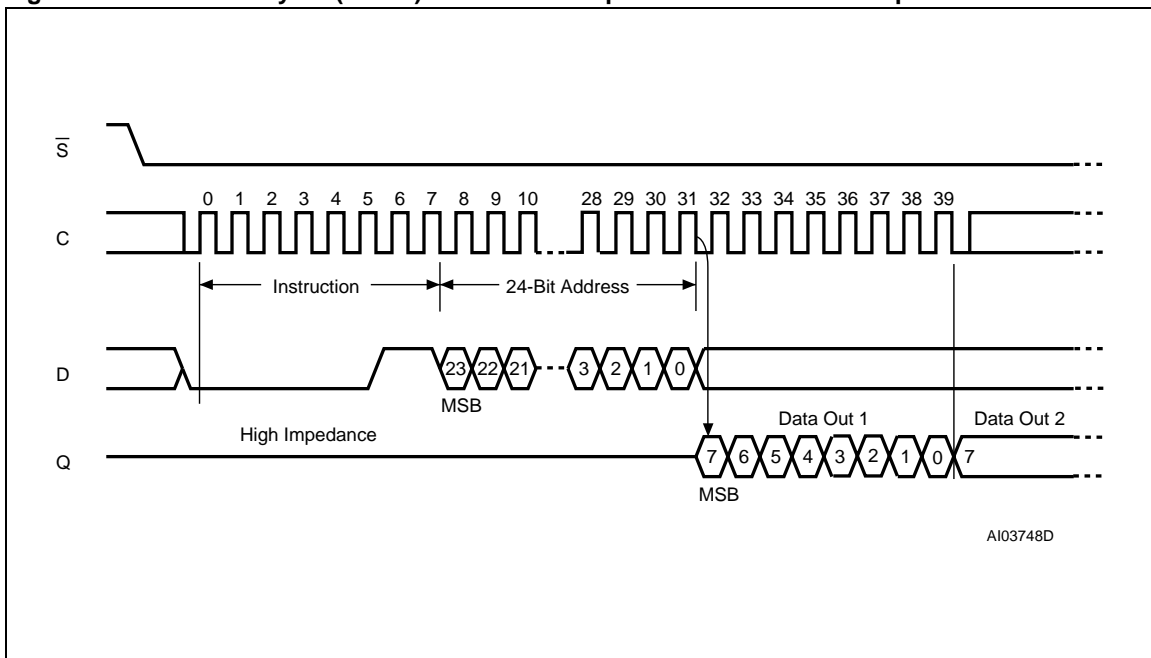 S
0 1 2 3 4 5 6 7 8 9 10 28 29 30 31 32 33 34 35 36 37 38 39
C
Instruction 24-Bit Address
D
23 22 21 3 2 1 0
MSB
High Impedance
Data Out 1 Data Out 2
Q
7 6 5 4 3 2 1 0 7
MSB
AI03748D